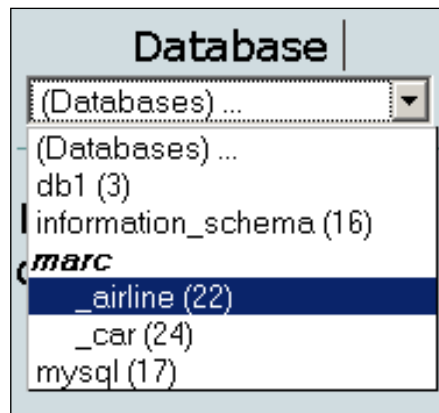 Database
(Databases) ...
(Databases) ...
db1 (3)
information_schema (16)
marc
_airline (22)
_car (24)
mysql (17)